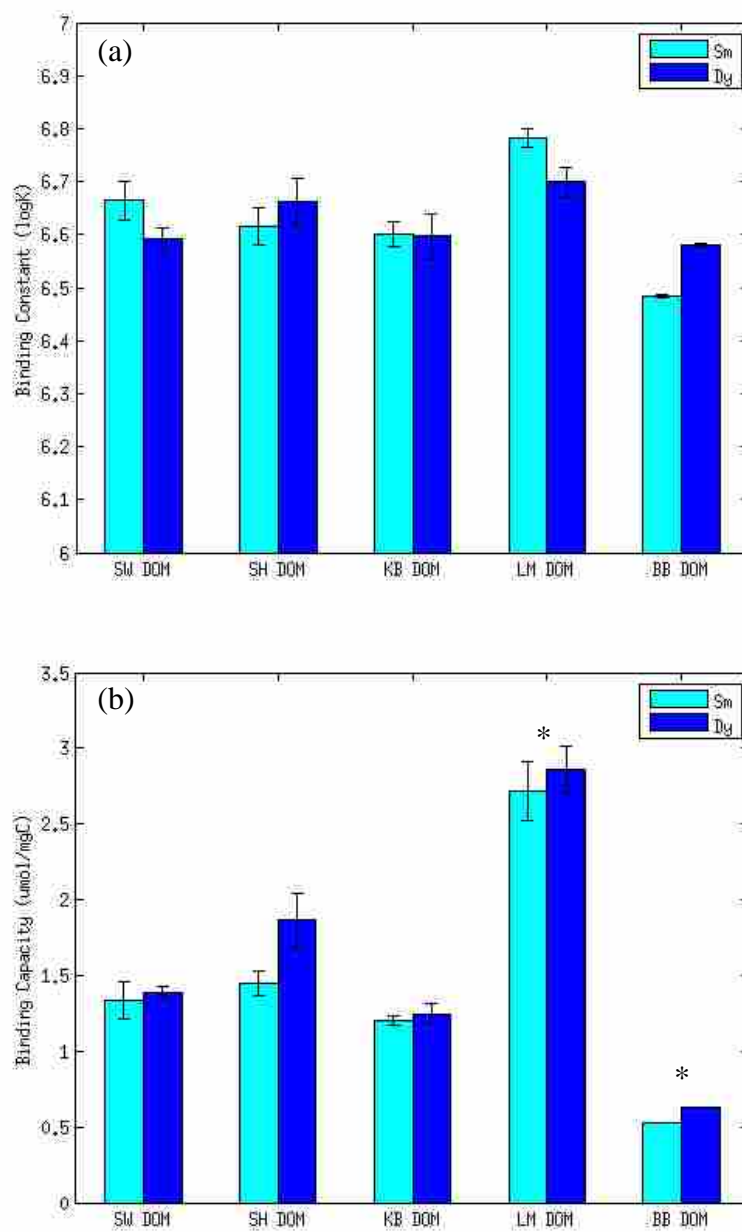 (a)
Sm
Dy
Binding Constant (logK)
7
6.9
6.8
6.7
6.6
6.5
6.4
6.3
6.2
6.1
6
SW DOM SH DOM KB DOM LM DOM BB DOM
(b)
Sm
Dy
Binding Capacity (umol/mgC)
3.5
3
2.5
2
1.5
1
0.5
0
*
*
SW DOM SH DOM KB DOM LM DOM BB DOM